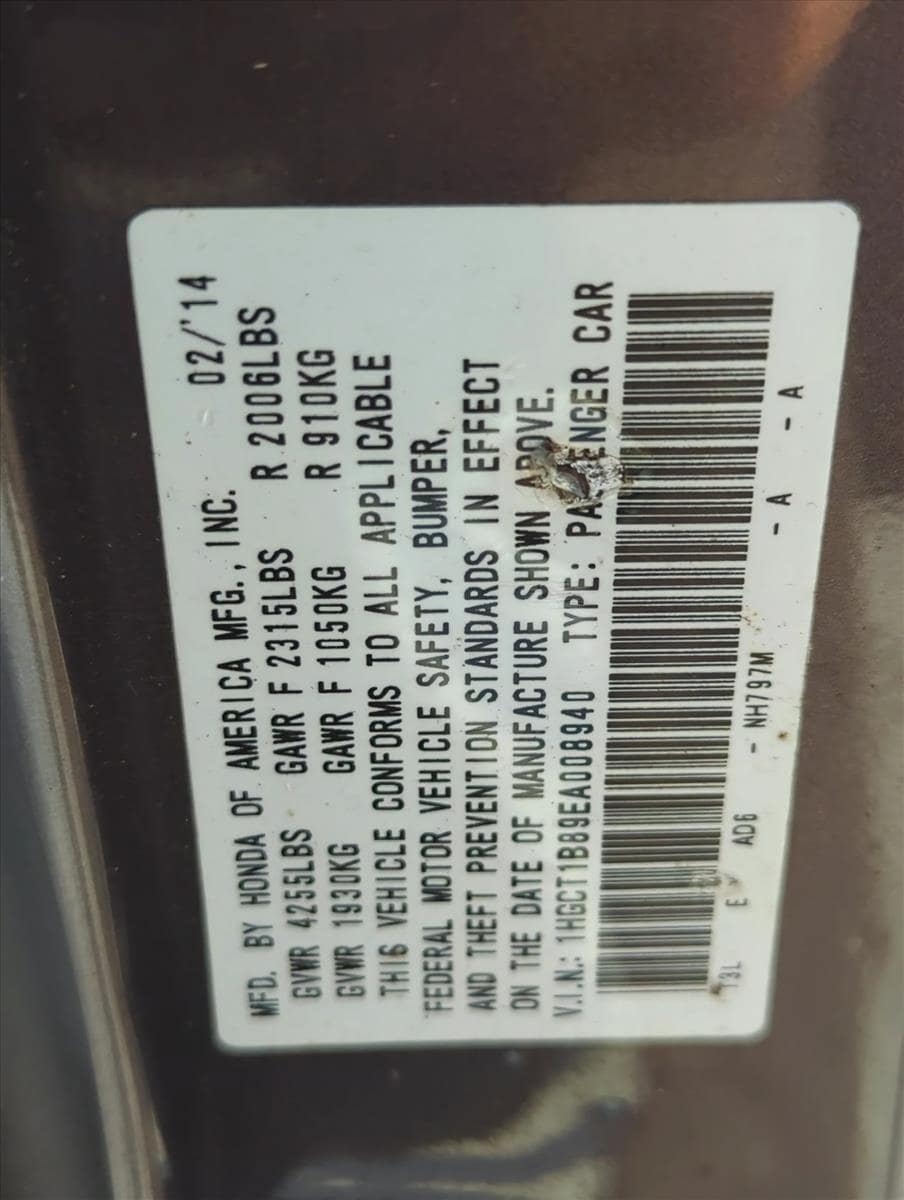 MFD. BY HONDA OF AMERICA MFG., INC. 02/'14
GVWR 4255LBS GAWR F 2315LBS R 2006LBS
GVWR 1930KG GAWR F 1050KG R 910KG
THIS VEHICLE CONFORMS TO ALL APPLICABLE
FEDERAL MOTOR VEHICLE SAFETY, BUMPER,
AND THEFT PREVENTION STANDARDS IN EFFECT
ON THE DATE OF MANUFACTURE SHOWN ABOVE.
V.I.N.: 1HGCT1B89EA008940 TYPE: PASSENGER CAR
T3L E AD6 - NH797M - A - A